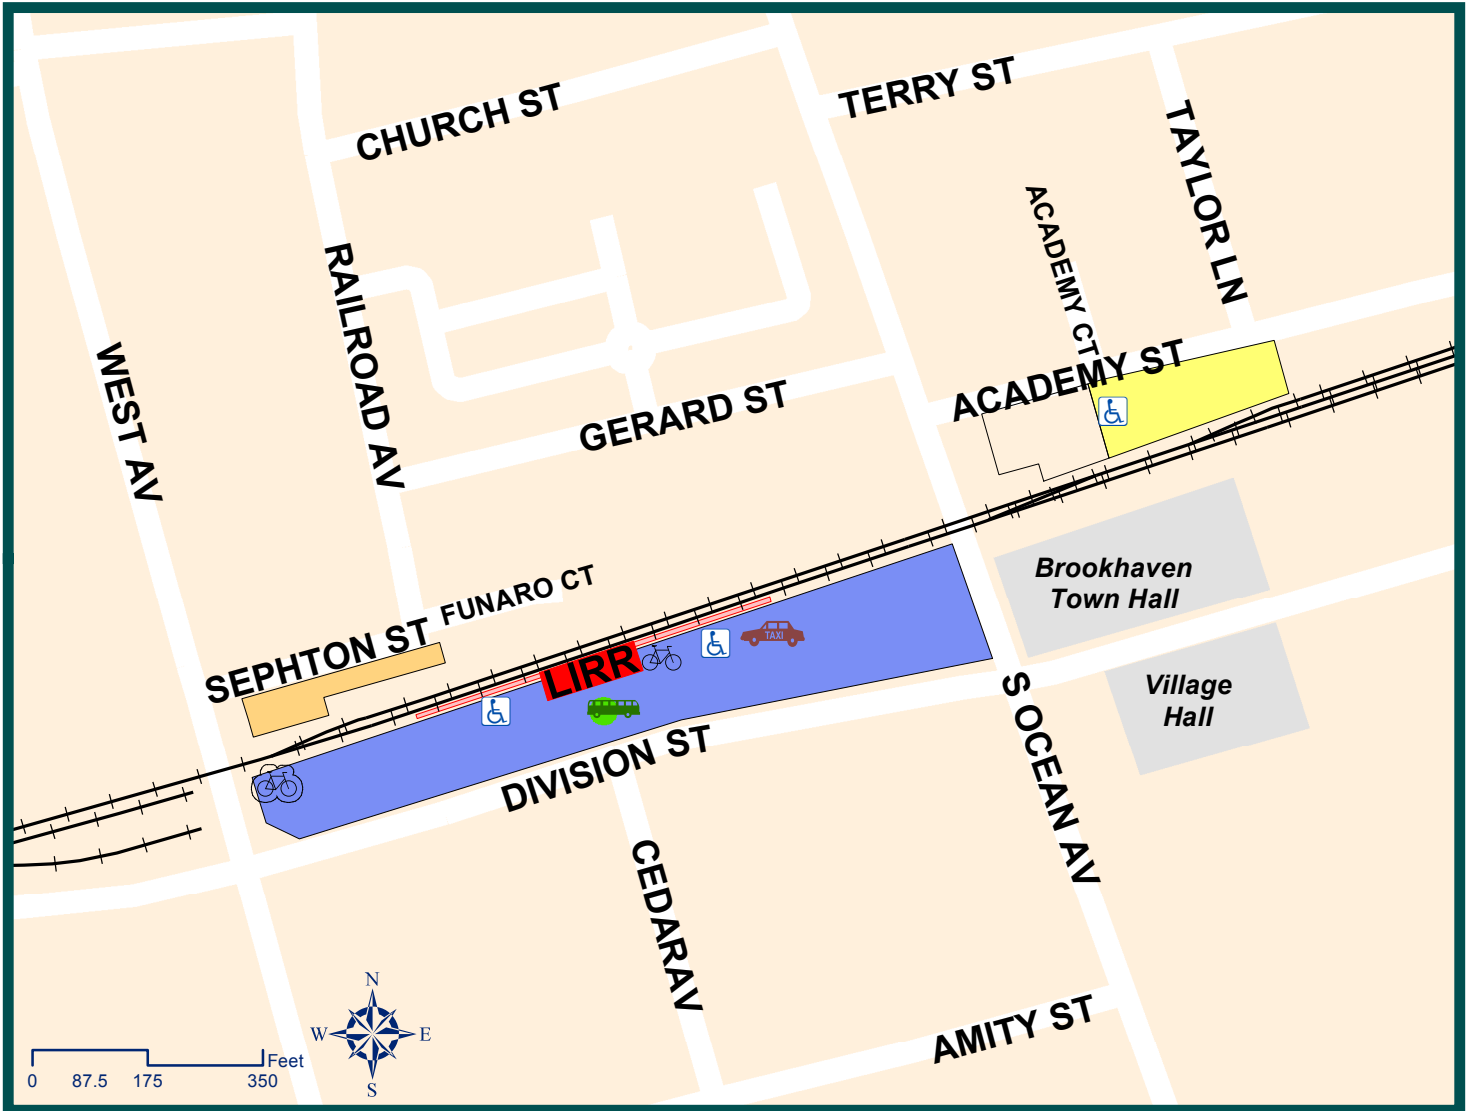 CHURCH ST
TERRY ST
TAYLOR LN
ACADEMY CT
RAILROAD AV
WEST AV
ACADEMY ST
GERARD ST
FUNARO CT
SEPHTON ST
LIRR
TAXI
Brookhaven
Town Hall
Village
Hall
DIVISION ST
S OCEAN AV
CEDARAV
AMITY ST
N
W
E
S
Feet
0
87.5
175
350